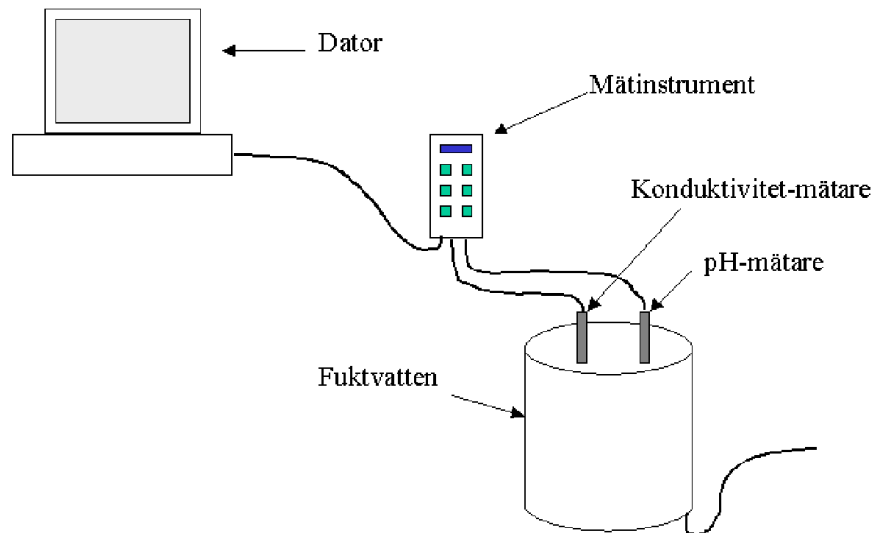 Dator
Mätinstrument
Konduktivitet-mätare
pH-mätare
Fuktvatten